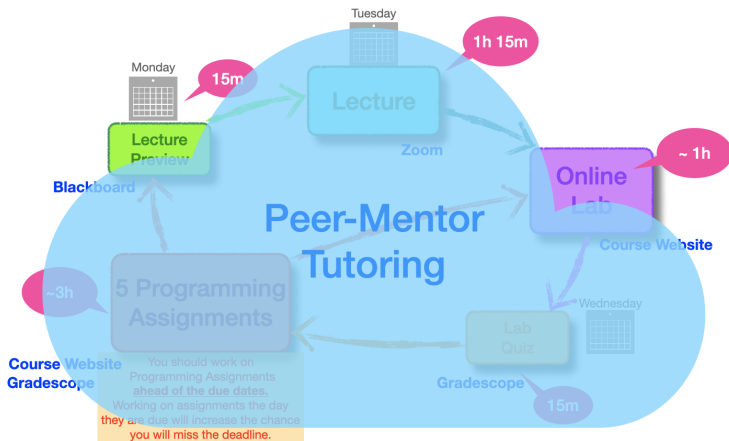 Tuesday
1h 15m
Monday
15m
Lecture
Lecture
Preview
Zoom
~ 1h
Online
Lab
Blackboard
Peer-Mentor
Tutoring
Course Website
~3h
5 Programming
Assignments
Wednesday
Lab
Quiz
Course Website
Gradescope
You should work on
Programming Assignments
ahead of the due dates.
Working on assignments the day
they are due will increase the chance
you will miss the deadline.
Gradescope
15m